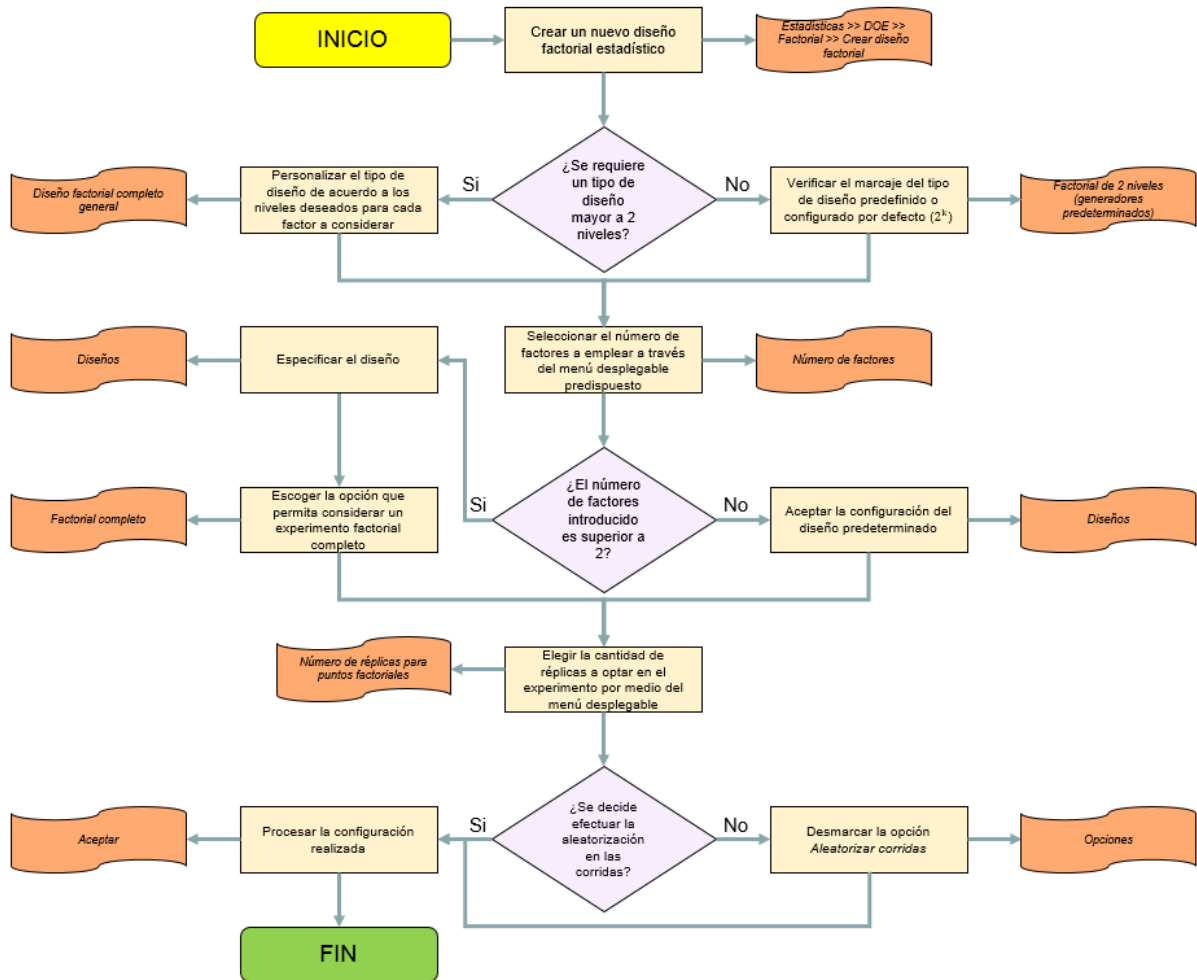 INICIO
Crear un nuevo diseño
factorial estadístico
Estadísticas >> DOE >>
Factorial >> Crear diseño
factorial
¿Se requiere
un tipo de
diseño
mayor a 2
niveles?
Si
No
Personalizar el tipo de
diseño de acuerdo a los
niveles deseados para cada
factor a considerar
Diseño factorial completo
general
Verificar el marcaje del tipo
de diseño predefinido o
configurado por defecto (2ᵏ)
Factorial de 2 niveles
(generadores
predeterminados)
Seleccionar el número de
factores a emplear a través
del menú desplegable
predispuesto
Número de factores
Especificar el diseño
Diseños
¿El número
de factores
introducido
es superior a
2?
Si
No
Escoger la opción que
permita considerar un
experimento factorial
completo
Factorial completo
Aceptar la configuración del
diseño predeterminado
Diseños
Elegir la cantidad de
réplicas a optar en el
experimento por medio del
menú desplegable
Número de réplicas para
puntos factoriales
¿Se decide
efectuar la
aleatorización
en las
corridas?
Si
No
Procesar la configuración
realizada
Aceptar
Desmarcar la opción
Aleatorizar corridas
Opciones
FIN